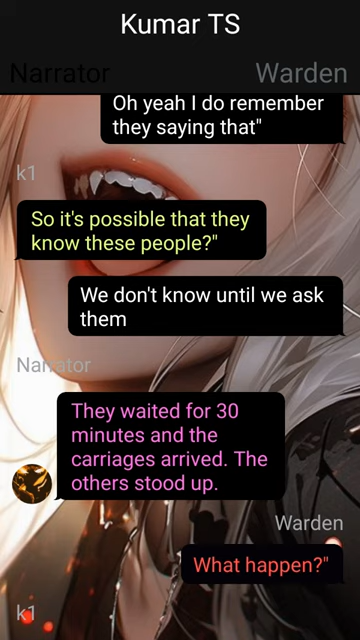 Kumar TS
Narrator
Warden
Oh yeah I do remember
they saying that"
k1
So it's possible that they
know these people?"
We don't know until we ask
them
Narrator
They waited for 30
minutes and the
carriages arrived. The
others stood up.
Warden
What happen?"
k1